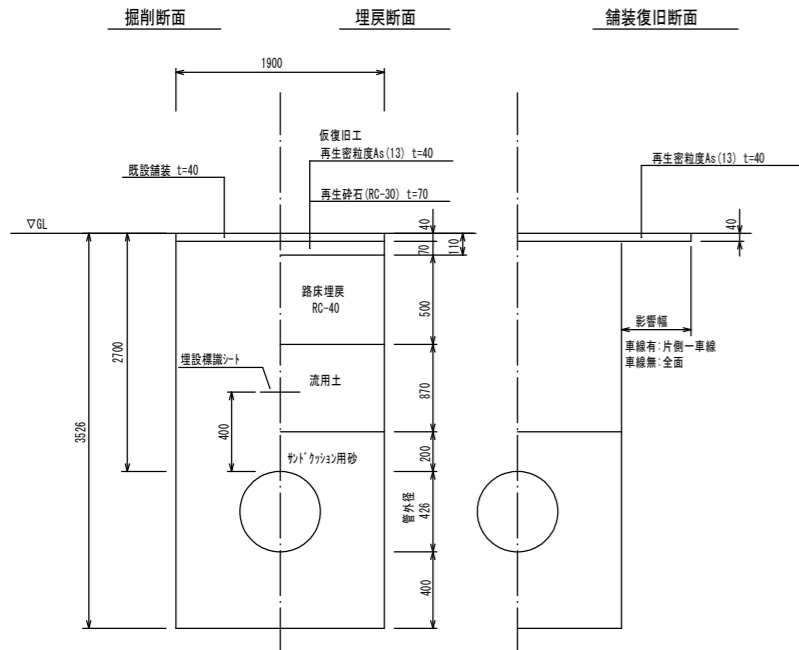 掘削断面
埋戻断面
舗装復旧断面
1900
仮復旧工
再生密粒度As(13) t=40
既設舗装 t=40
再生砕石(RC-30) t=70
再生密粒度As(13) t=40
▽GL
40
70
110
40
路床埋戻
RC-40
500
影響幅
車線有:片側一車線
車線無:全面
2700
3526
埋設標識シート
流用土
870
400
サンドクッション用砂
200
管外径
426
400